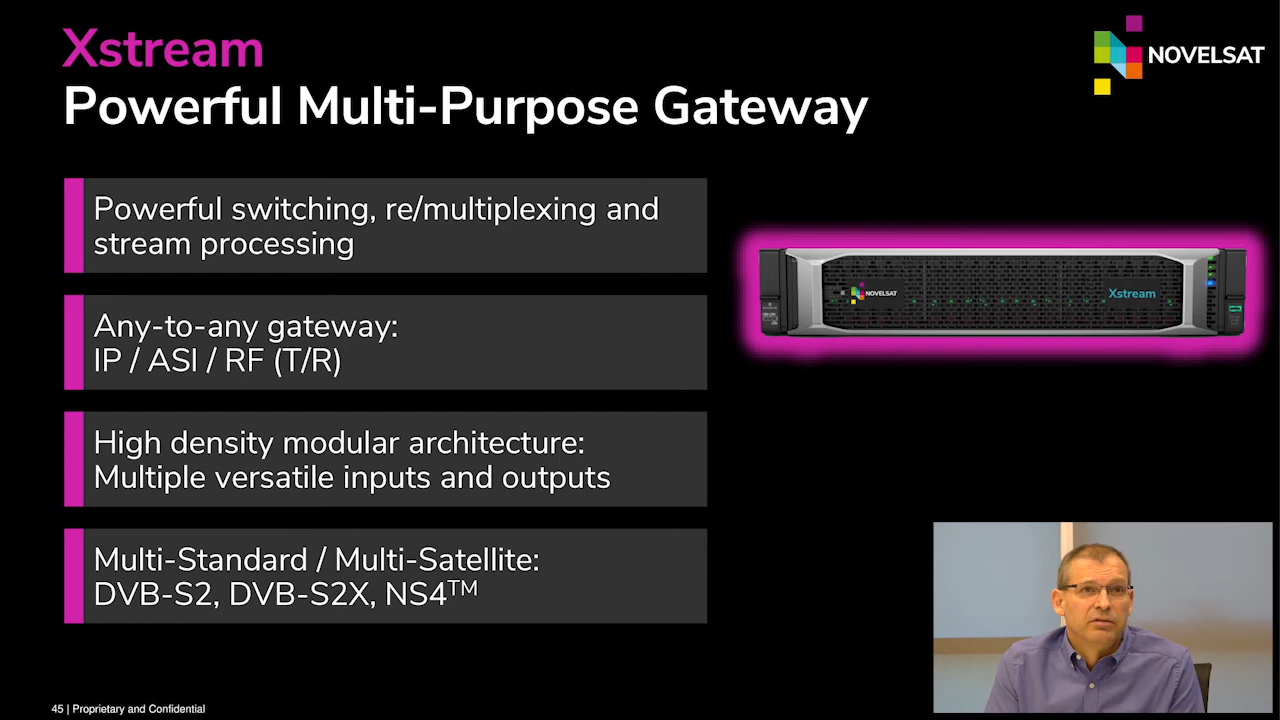 Xstream
NOVELSAT
Powerful Multi-Purpose Gateway
Powerful switching, re/multiplexing and
stream processing
Any-to-any gateway:
IP / ASI / RF (T/R)
NOVELSAT
Xstream
High density modular architecture:
Multiple versatile inputs and outputs
Multi-Standard / Multi-Satellite:
DVB-S2, DVB-S2X, NS4™
45 | Proprietary and Confidential